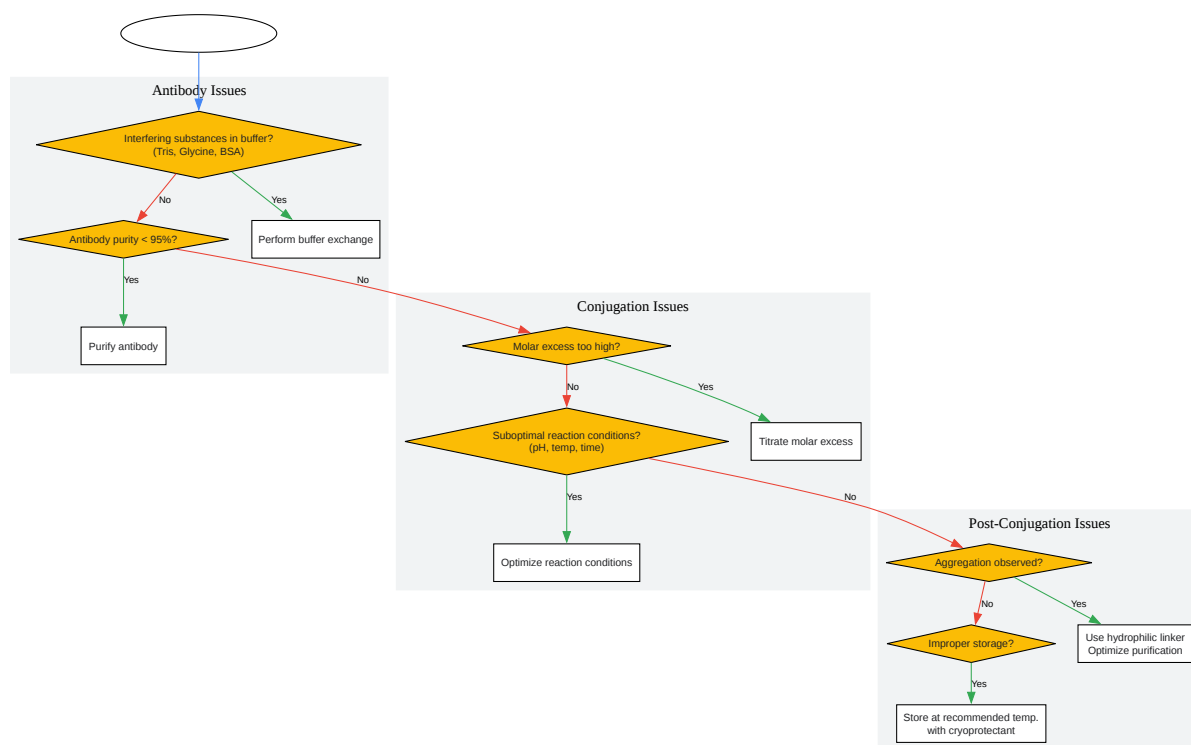 Antibody Issues
Interfering substances in buffer?
(Tris, Glycine, BSA)
No
Yes
Antibody purity < 95%?
Perform buffer exchange
Yes
No
Purify antibody
Conjugation Issues
Molar excess too high?
No
Yes
Suboptimal reaction conditions?
(pH, temp, time)
Titrate molar excess
Yes
No
Optimize reaction conditions
Post-Conjugation Issues
Aggregation observed?
No
Yes
Improper storage?
Use hydrophilic linker
Optimize purification
Yes
Store at recommended temp.
with cryoprotectant